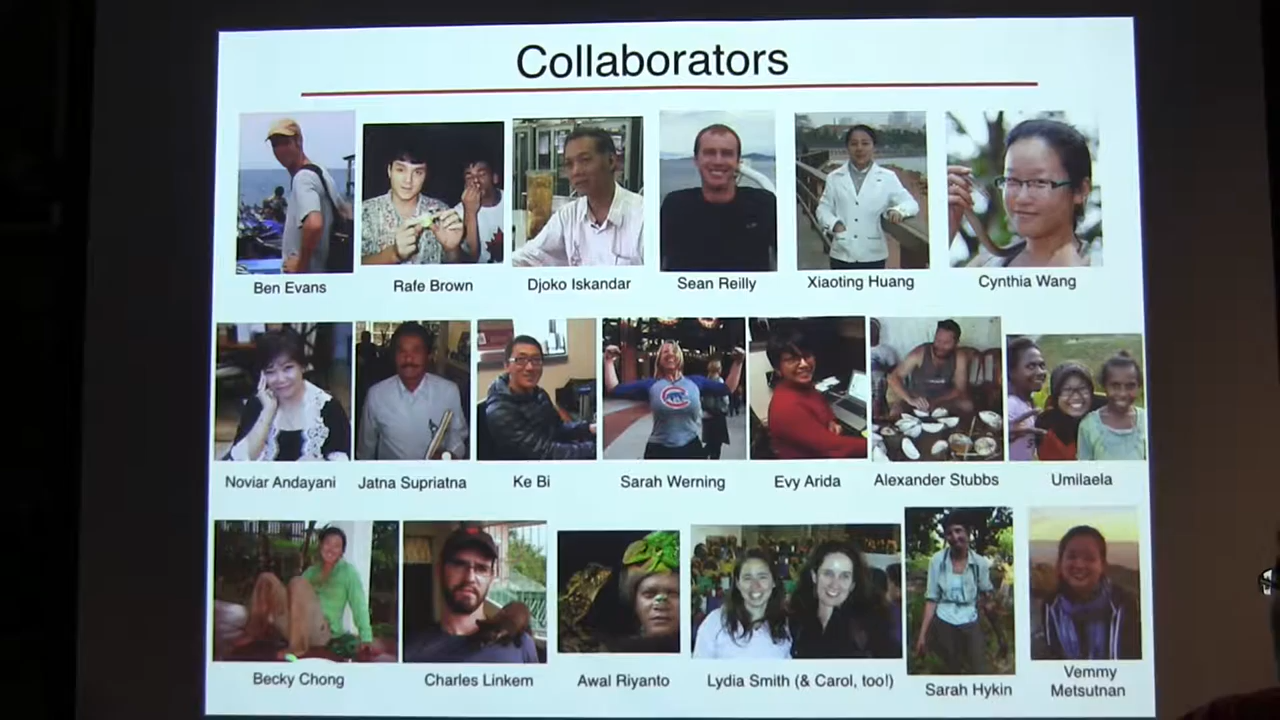 Collaborators
Ben Evans
Rafe Brown
Djoko Iskandar
Sean Reilly
Xiaoting Huang
Cynthia Wang
Noviar Andayani
Jatna Supriatna
Ke Bi
Sarah Werning
Evy Arida
Alexander Stubbs
Umilaela
Becky Chong
Charles Linkem
Awal Riyanto
Lydia Smith (& Carol, too!)
Sarah Hykin
Vemmy
Metsutnan